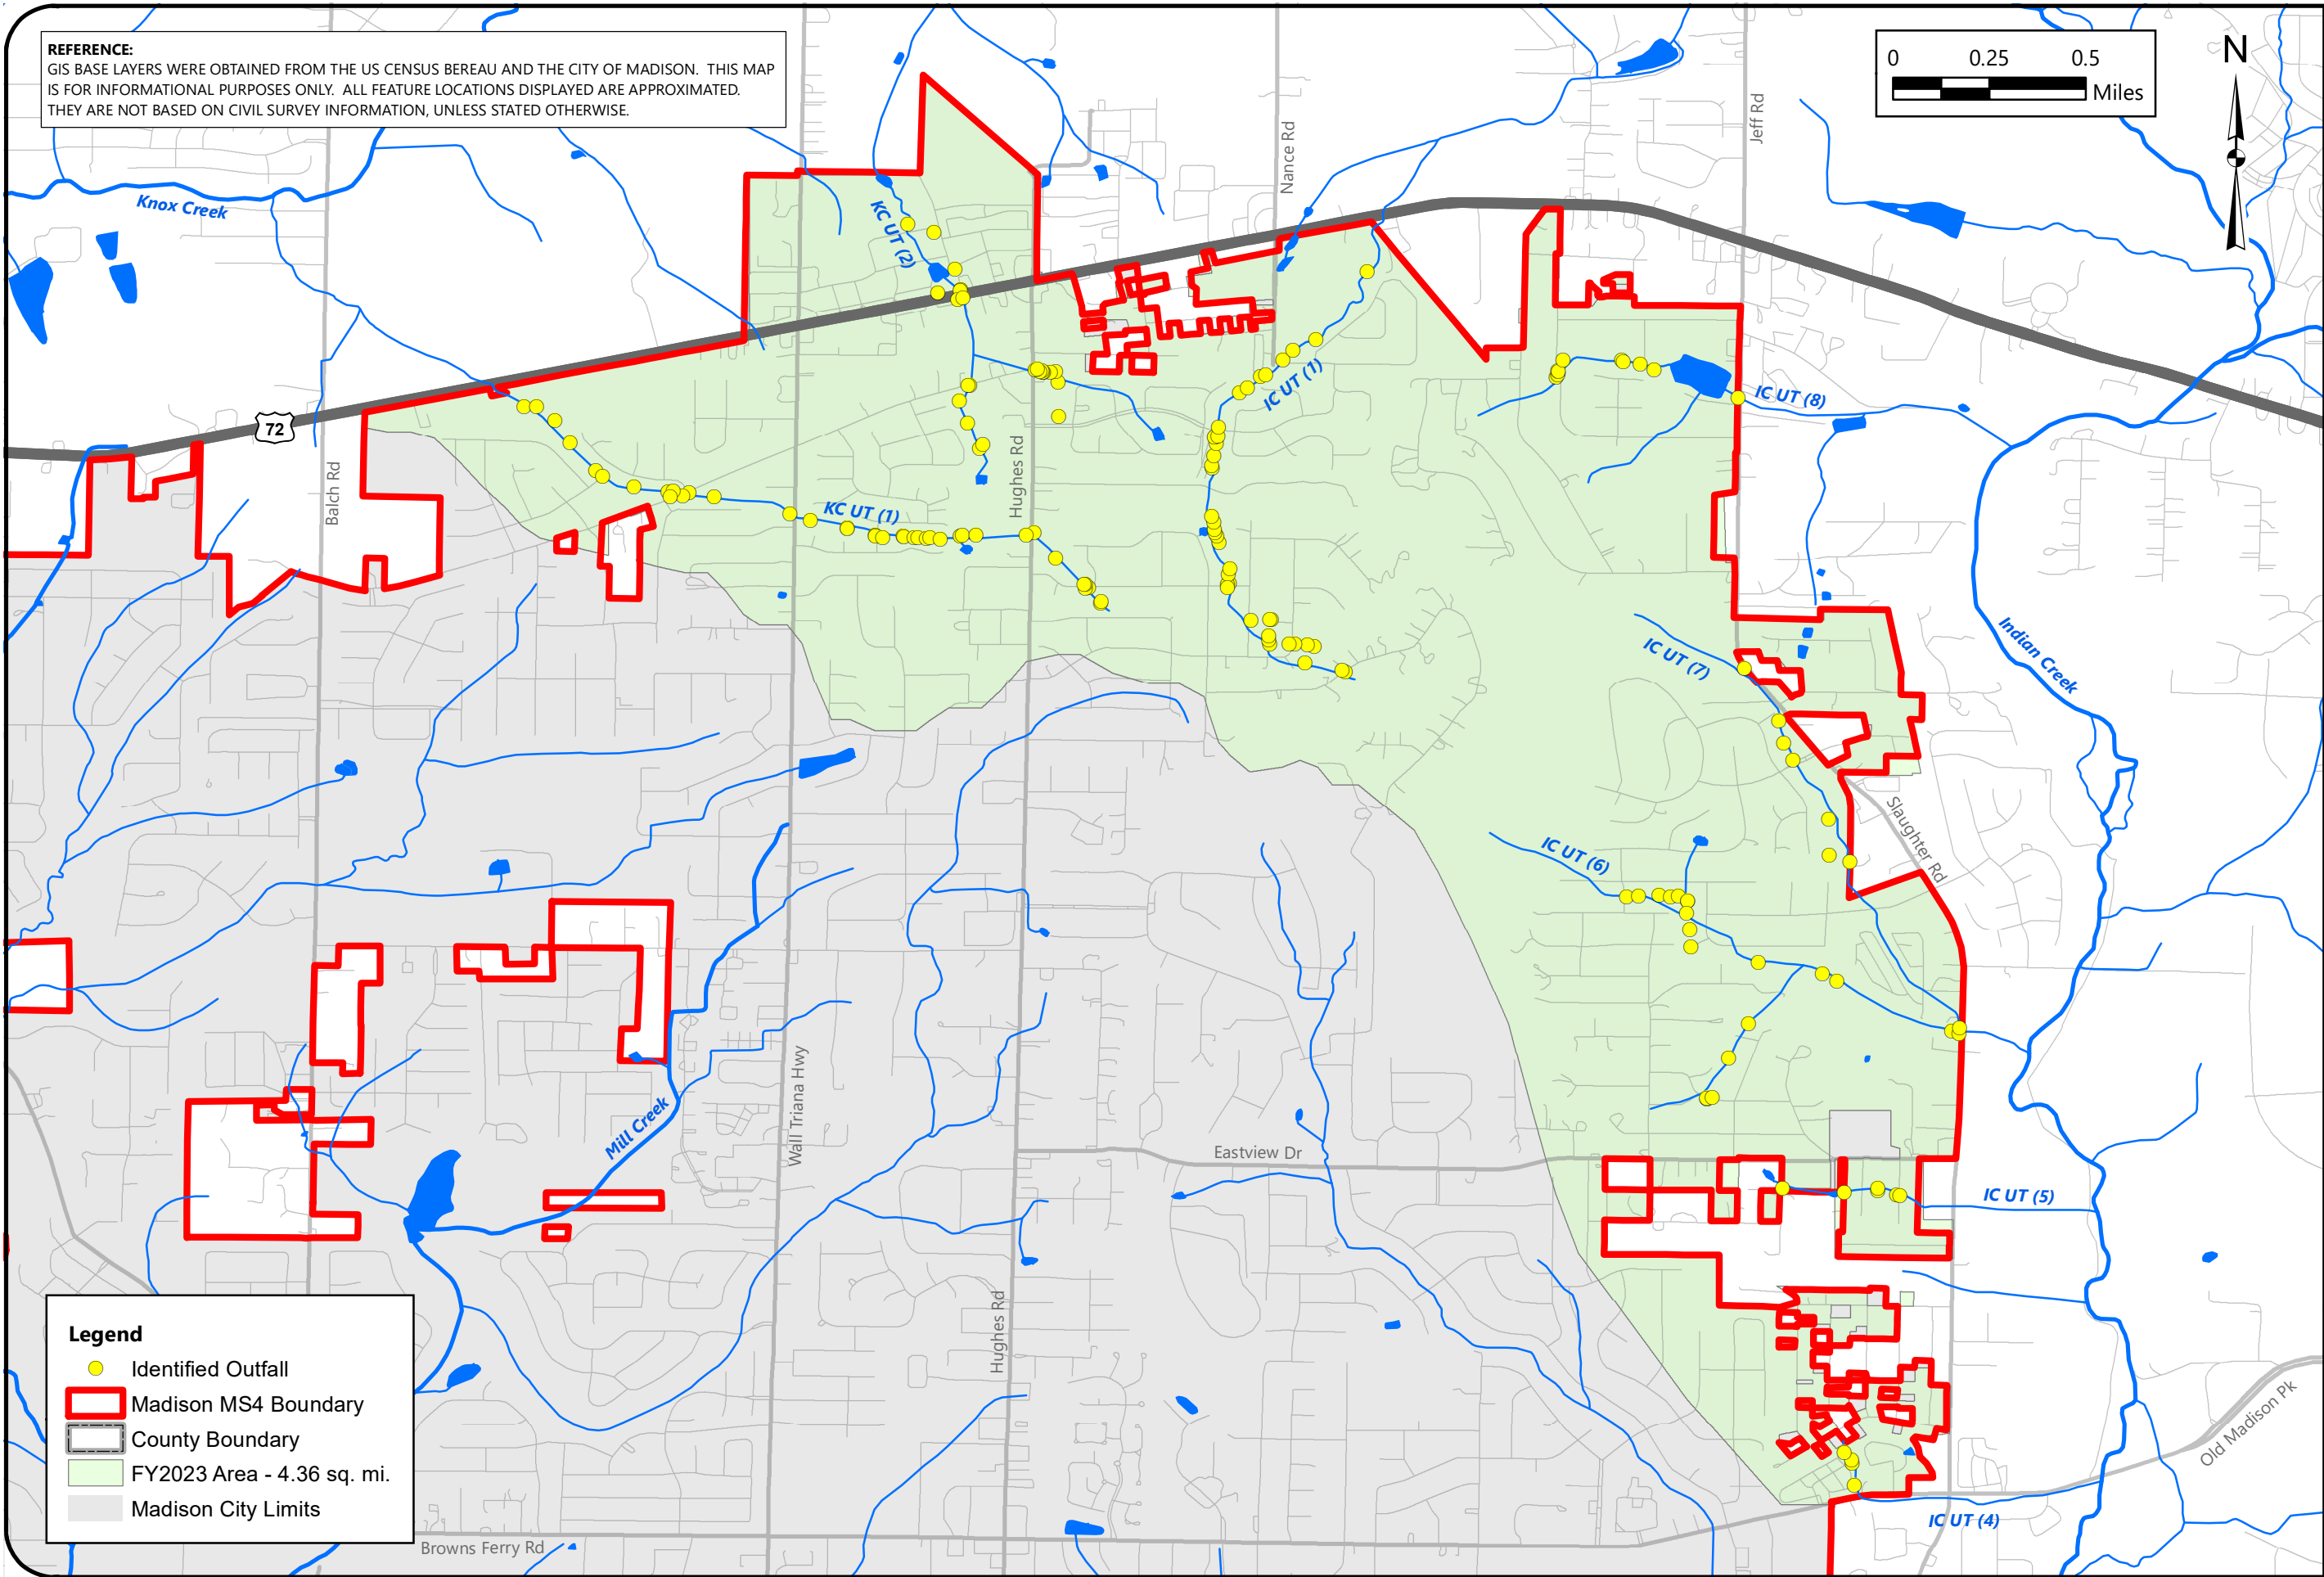 REFERENCE:
GIS BASE LAYERS WERE OBTAINED FROM THE US CENSUS BEREAU AND THE CITY OF MADISON. THIS MAP
IS FOR INFORMATIONAL PURPOSES ONLY. ALL FEATURE LOCATIONS DISPLAYED ARE APPROXIMATED.
THEY ARE NOT BASED ON CIVIL SURVEY INFORMATION, UNLESS STATED OTHERWISE.
0 0.25 0.5
Miles
N
Jeff Rd
Nance Rd
Knox Creek
KC UT (2)
IC UT (1)
IC UT (8)
72
Balch Rd
Hughes Rd
KC UT (1)
IC UT (7)
Indian Creek
Slaughter Rd
IC UT (6)
Wall Triana Hwy
Mill Creek
Eastview Dr
IC UT (5)
Hughes Rd
Old Madison Pk
IC UT (4)
Browns Ferry Rd
Legend
Identified Outfall
Madison MS4 Boundary
County Boundary
FY2023 Area - 4.36 sq. mi.
Madison City Limits